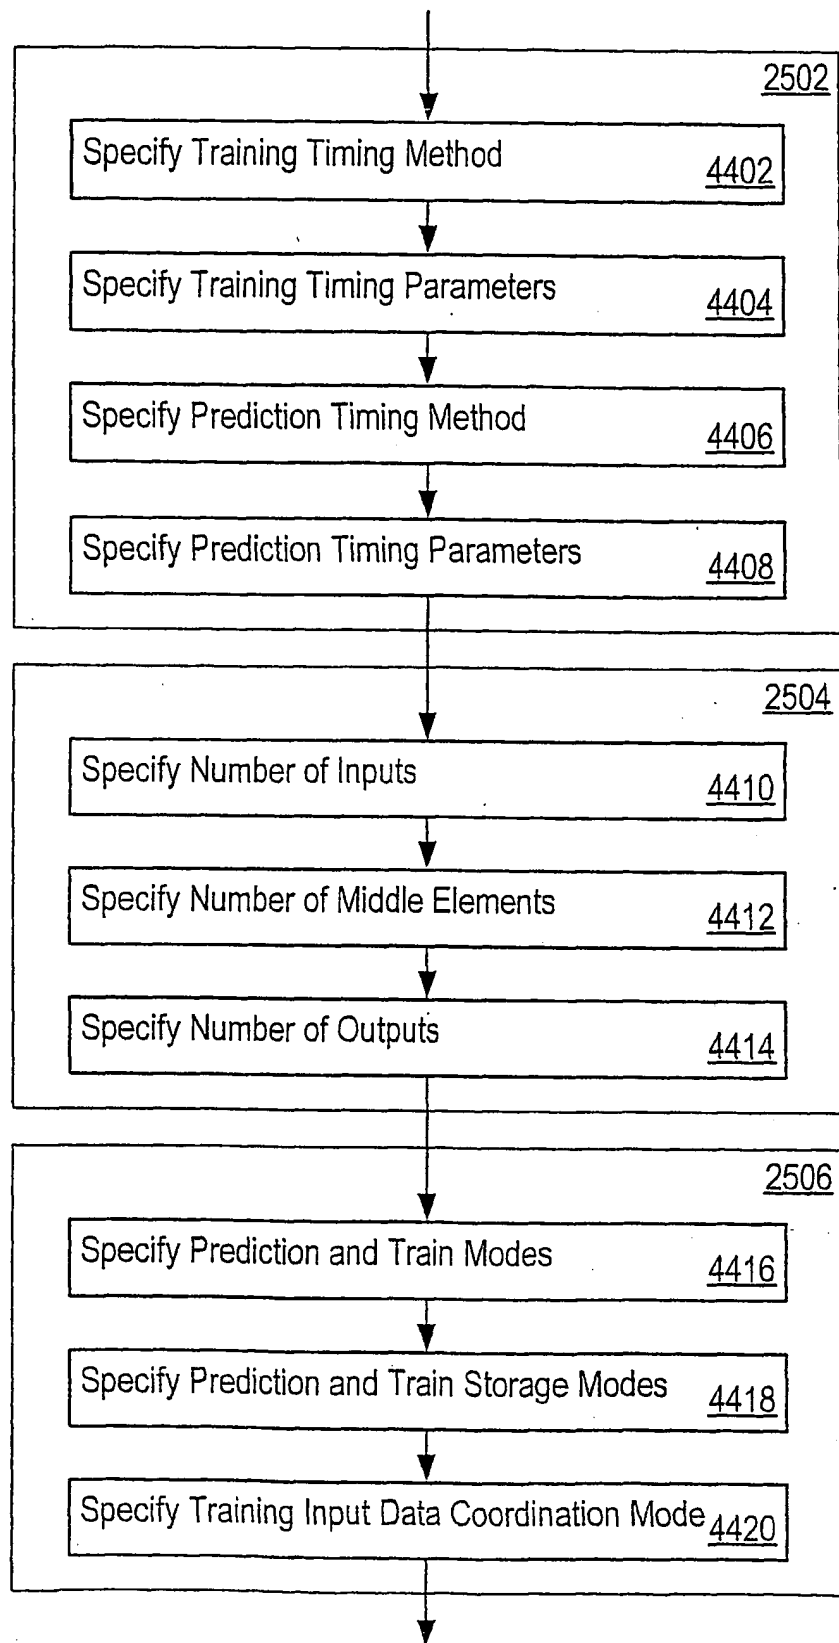 2502
Specify Training Timing Method 4402
Specify Training Timing Parameters 4404
Specify Prediction Timing Method 4406
Specify Prediction Timing Parameters 4408
2504
Specify Number of Inputs 4410
Specify Number of Middle Elements 4412
Specify Number of Outputs 4414
2506
Specify Prediction and Train Modes 4416
Specify Prediction and Train Storage Modes 4418
Specify Training Input Data Coordination Mode 4420